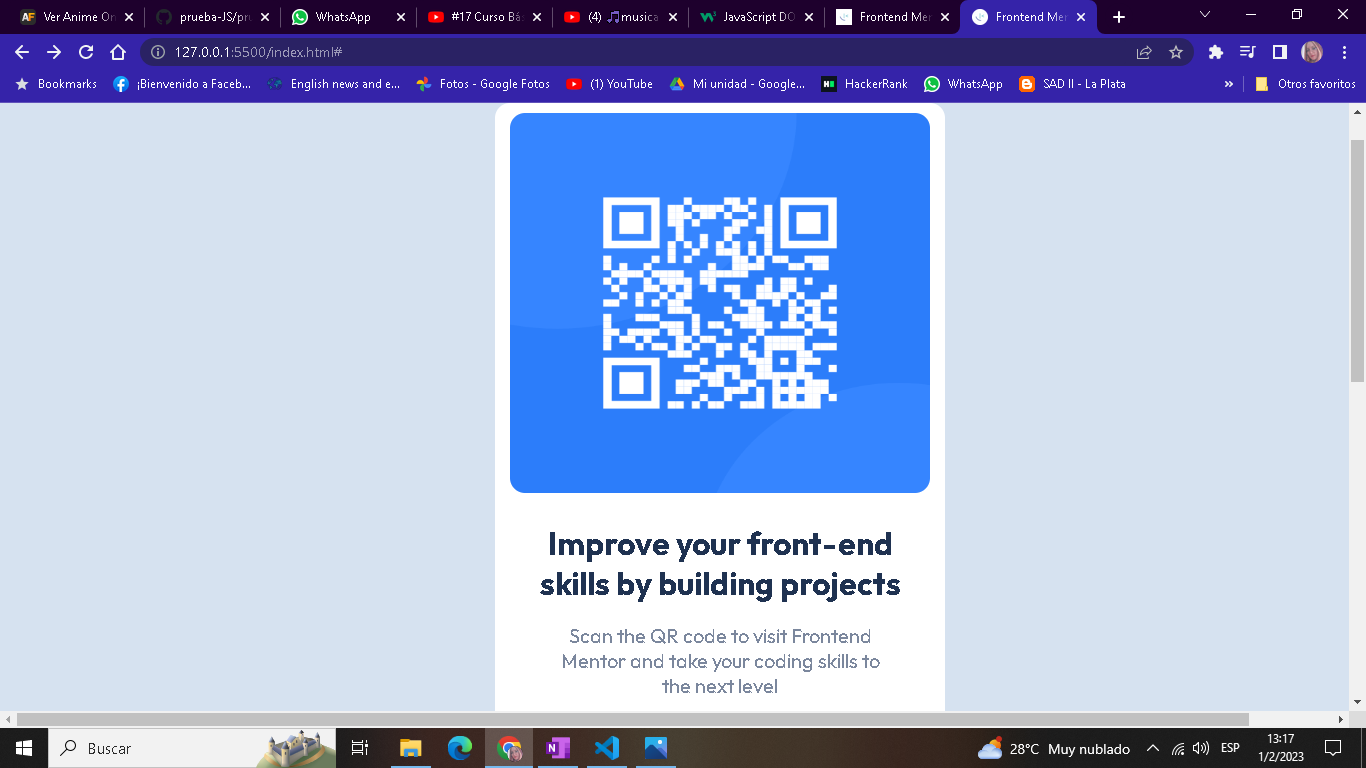 Ver Anime On
prueba-JS/pru
WhatsApp
#17 Curso Bás
(4) 🎵musica
JavaScript DO
Frontend Men
Frontend Men
127.0.0.1:5500/index.html#
Bookmarks
¡Bienvenido a Faceb...
English news and e...
Fotos - Google Fotos
(1) YouTube
Mi unidad - Google...
HackerRank
WhatsApp
SAD II - La Plata
»
Otros favoritos
Improve your front-end
skills by building projects
Scan the QR code to visit Frontend
Mentor and take your coding skills to
the next level
Buscar
28°C Muy nublado
ESP
13:17
1/2/2023